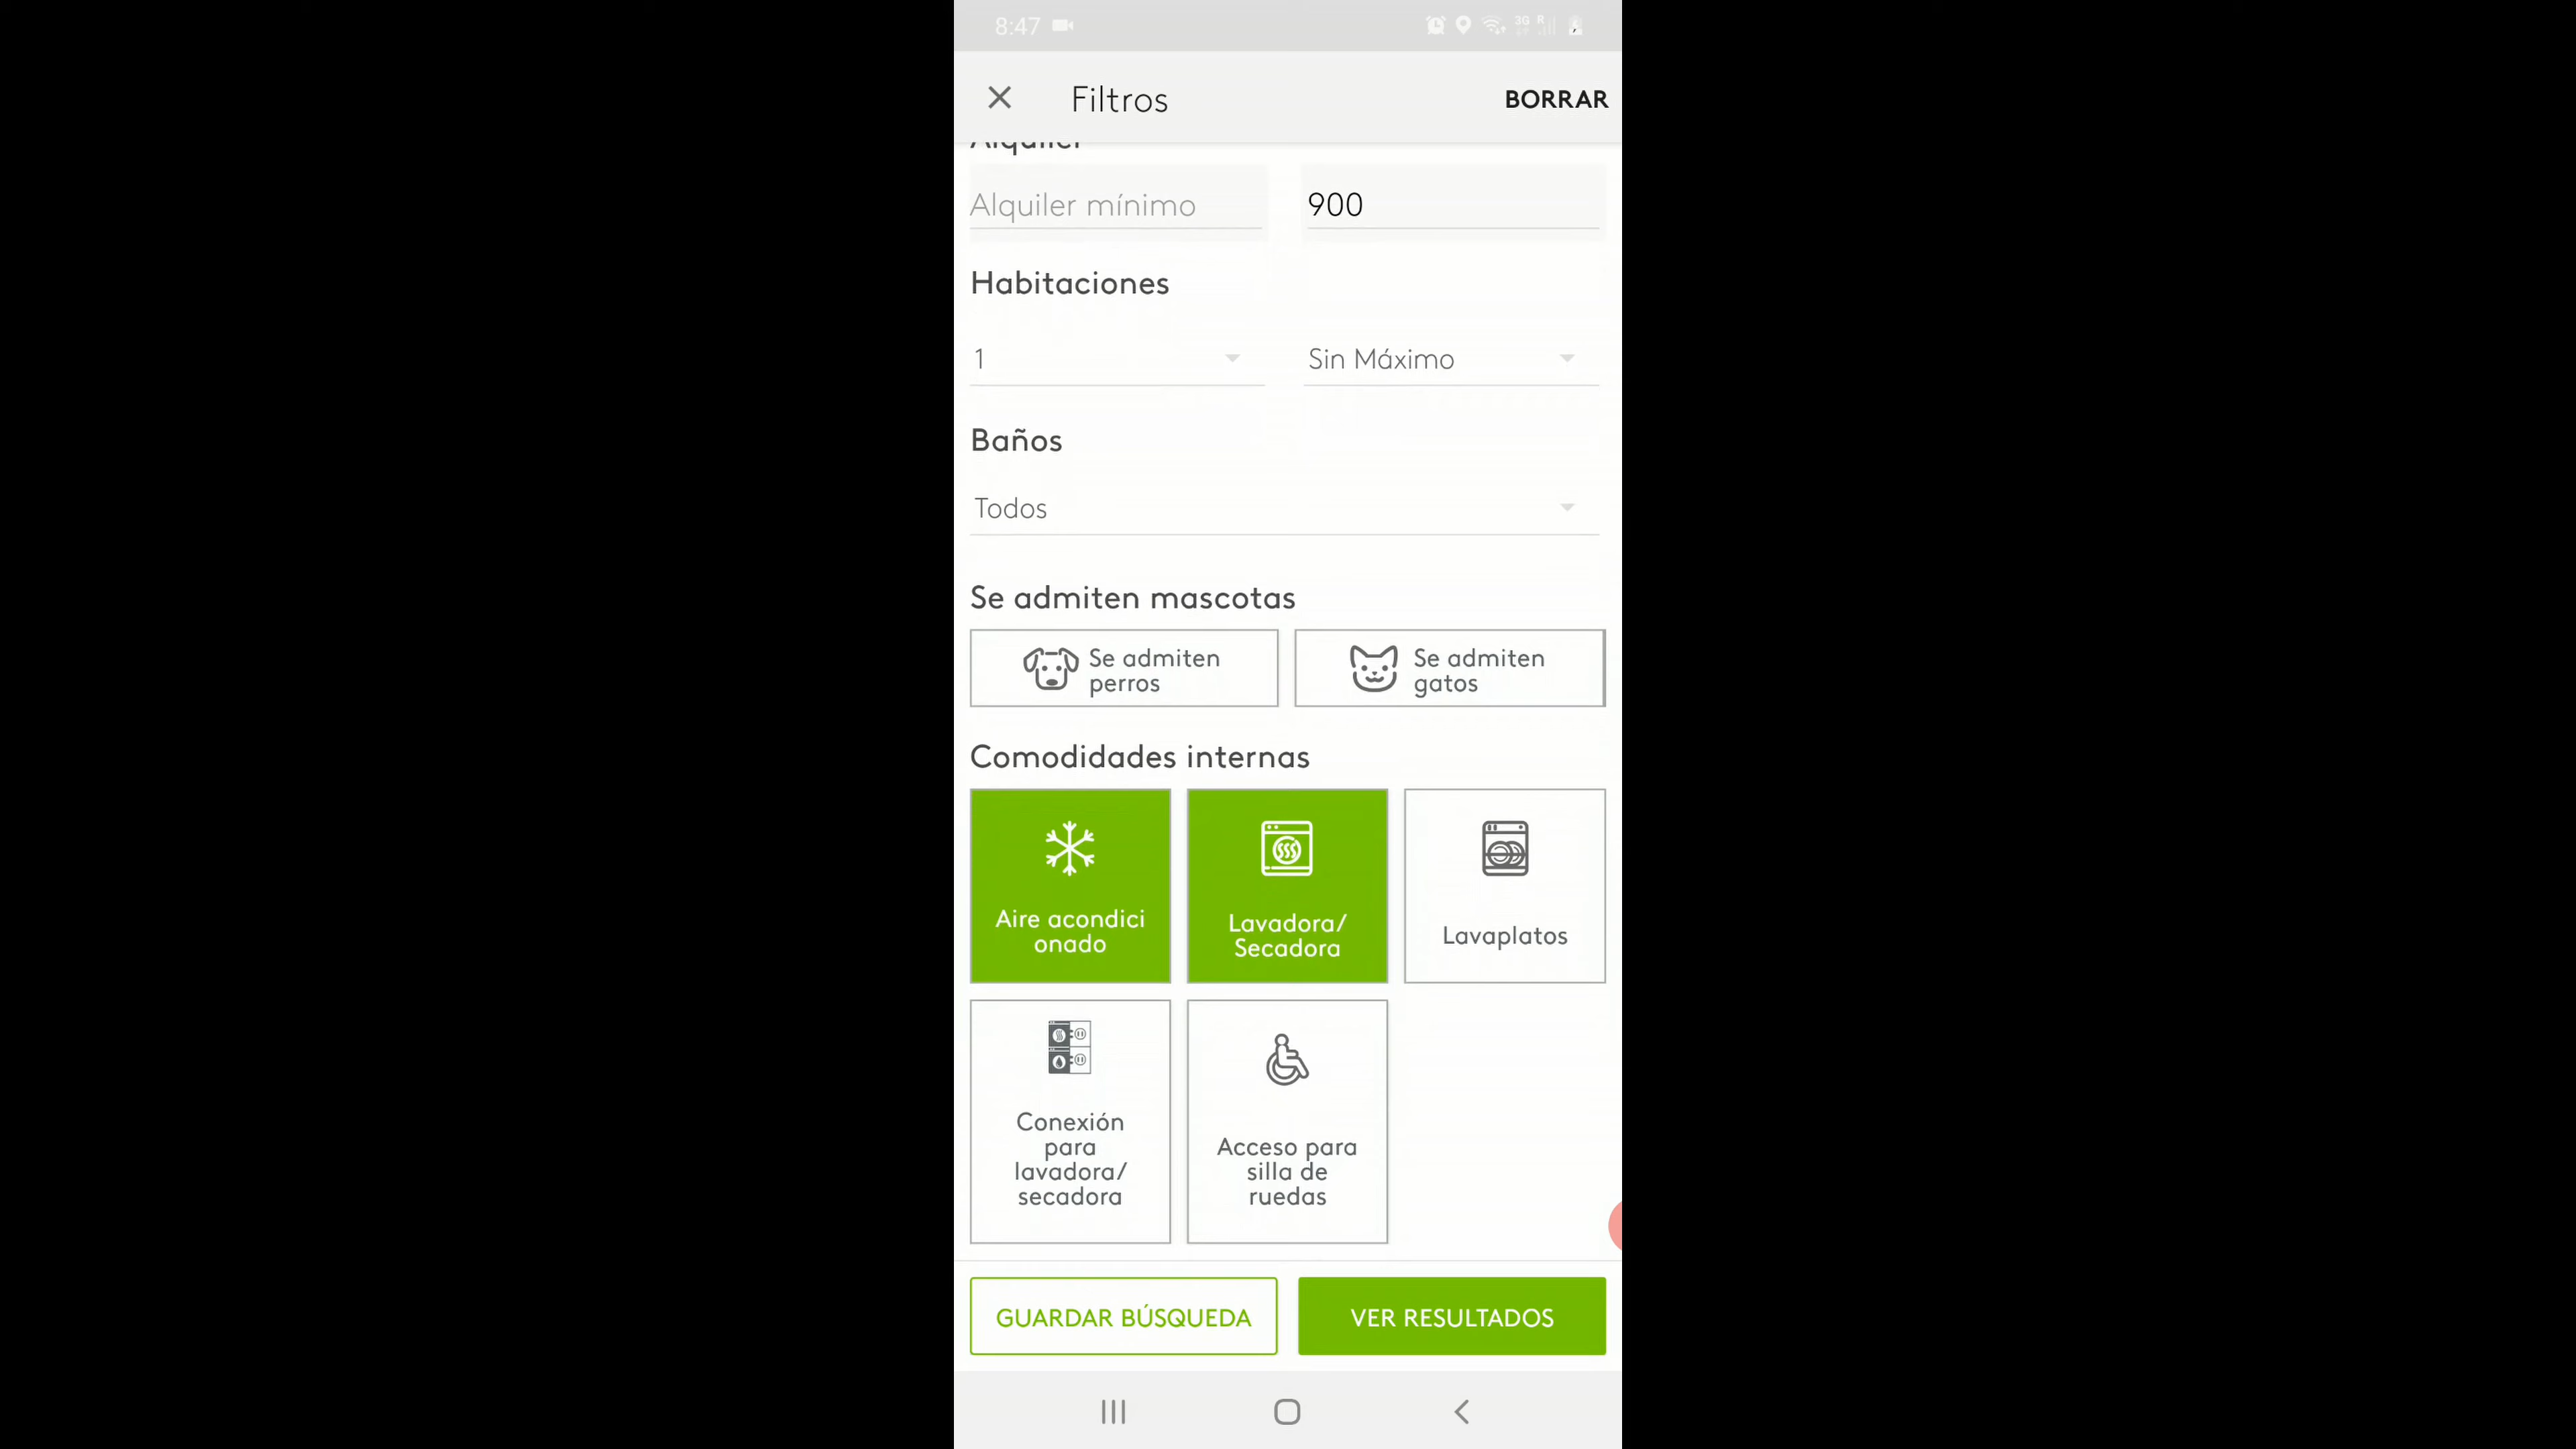 8:47
3G R
Filtros
BORRAR
Alquiler
Alquiler mínimo
900
Habitaciones
1
Sin Máximo
Baños
Todos
Se admiten mascotas
Se admiten
perros
Se admiten
gatos
Comodidades internas
Aire acondici
onado
Lavadora/
Secadora
Lavaplatos
Conexión
para
lavadora/
secadora
Acceso para
silla de
ruedas
GUARDAR BÚSQUEDA
VER RESULTADOS